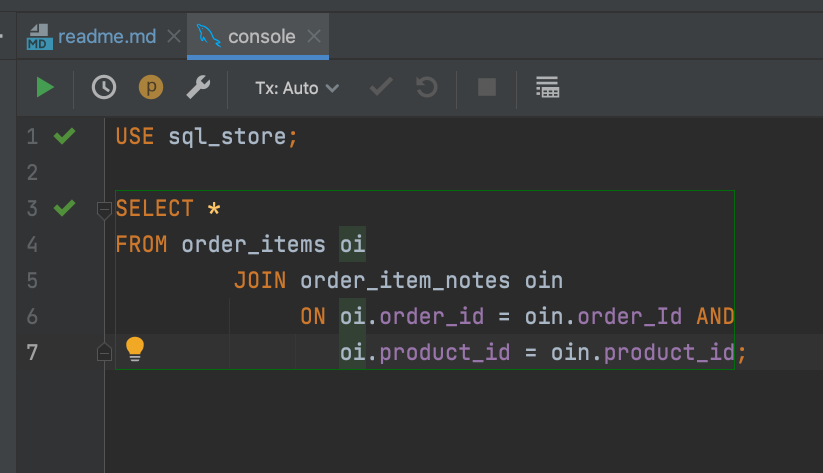 MD readme.md console
p Tx: Auto
1 USE sql_store;
2
3 SELECT *
4 FROM order_items oi
5 JOIN order_item_notes oin
6 ON oi.order_id = oin.order_Id AND
7 oi.product_id = oin.product_id;